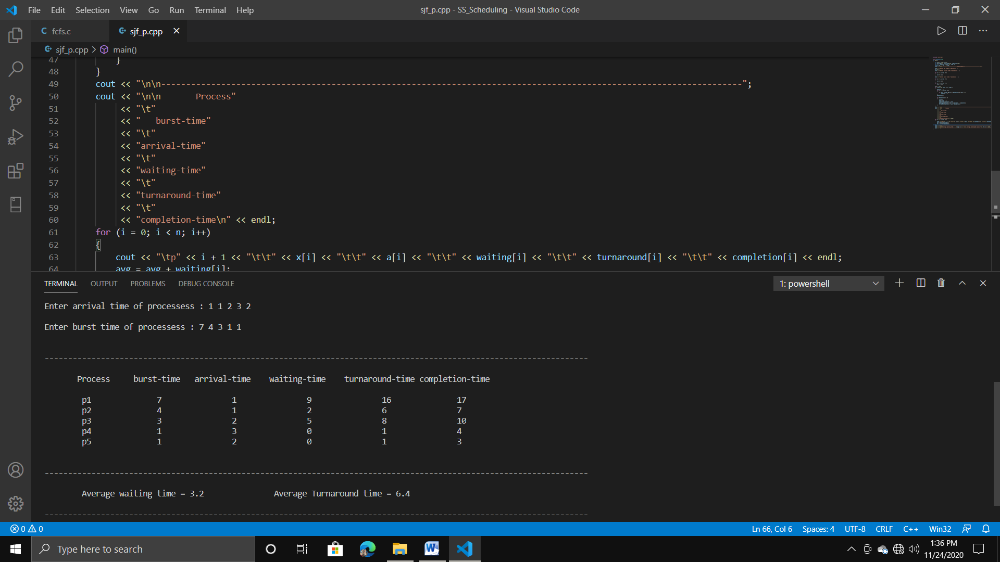 File Edit Selection View Go Run Terminal Help sjf_p.cpp - SS_Scheduling - Visual Studio Code
C fcfs.c sjf_p.cpp
sjf_p.cpp > main()
47 }
48 }
49 cout << "\n\n--------------------------------------------------------------------------------------------------------------------";
50 cout << "\n\n       Process"
51 << "\t"
52 << "   burst-time"
53 << "\t"
54 << "arrival-time"
55 << "\t"
56 << "waiting-time"
57 << "\t"
58 << "turnaround-time"
59 << "\t"
60 << "completion-time\n" << endl;
61 for (i = 0; i < n; i++)
62 {
63 cout << "\tp" << i + 1 << "\t\t" << x[i] << "\t\t" << a[i] << "\t\t" << waiting[i] << "\t\t" << turnaround[i] << "\t\t" << completion[i] << endl;
64 avg = avg + waiting[i];
TERMINAL OUTPUT PROBLEMS DEBUG CONSOLE 1: powershell
Enter arrival time of processess : 1 1 2 3 2
Enter burst time of processess : 7 4 3 1 1
--------------------------------------------------------------------------------------------------------------------
Process burst-time arrival-time waiting-time turnaround-time completion-time
p1 7 1 9 16 17
p2 4 1 2 6 7
p3 3 2 5 8 10
p4 1 3 0 1 4
p5 1 2 0 1 3
--------------------------------------------------------------------------------------------------------------------
Average waiting time = 3.2 Average Turnaround time = 6.4
--------------------------------------------------------------------------------------------------------------------
0 0 Ln 66, Col 6 Spaces: 4 UTF-8 CRLF C++ Win32
Type here to search
1:36 PM
11/24/2020